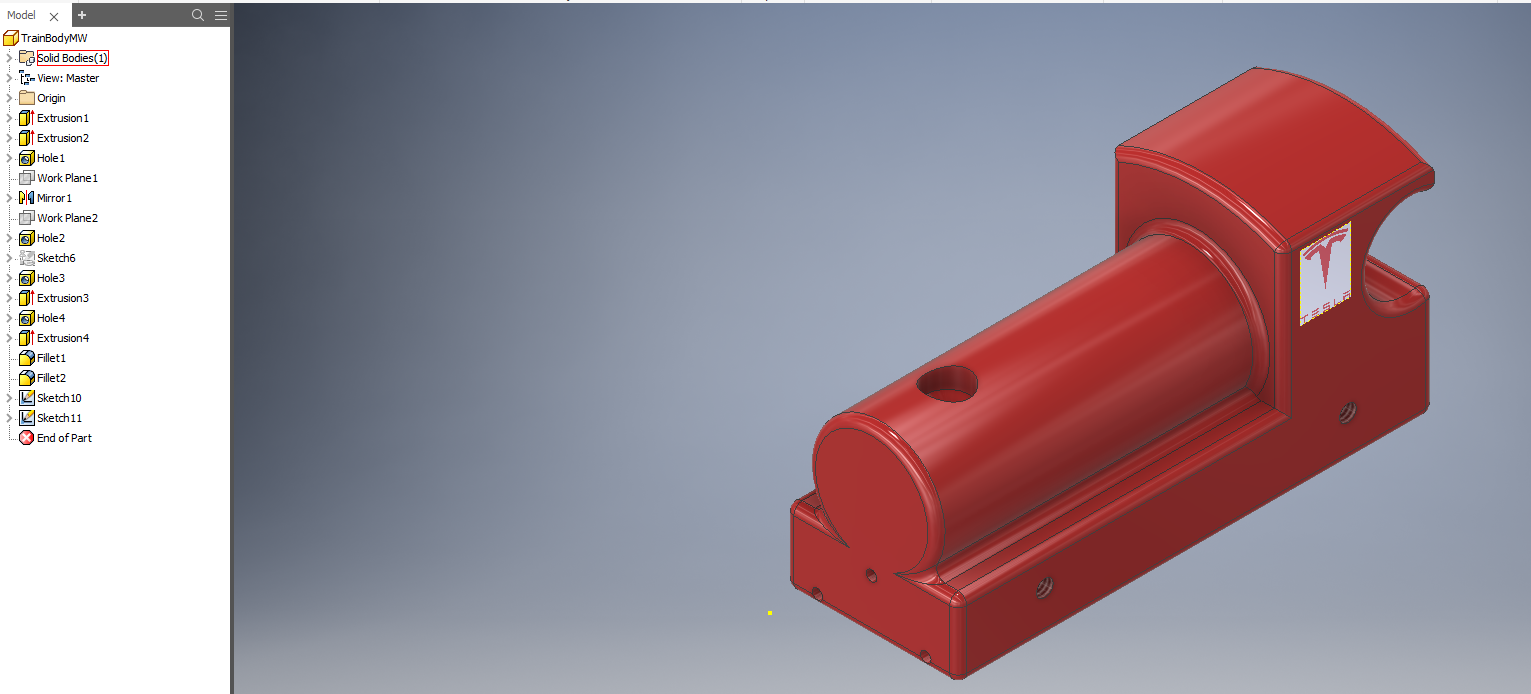 Model
TrainBodyMW
Solid Bodies(1)
View: Master
Origin
Extrusion1
Extrusion2
Hole1
Work Plane1
Mirror1
Work Plane2
Hole2
Sketch6
Hole3
Extrusion3
Hole4
Extrusion4
Fillet1
Fillet2
Sketch10
Sketch11
End of Part
TESLA